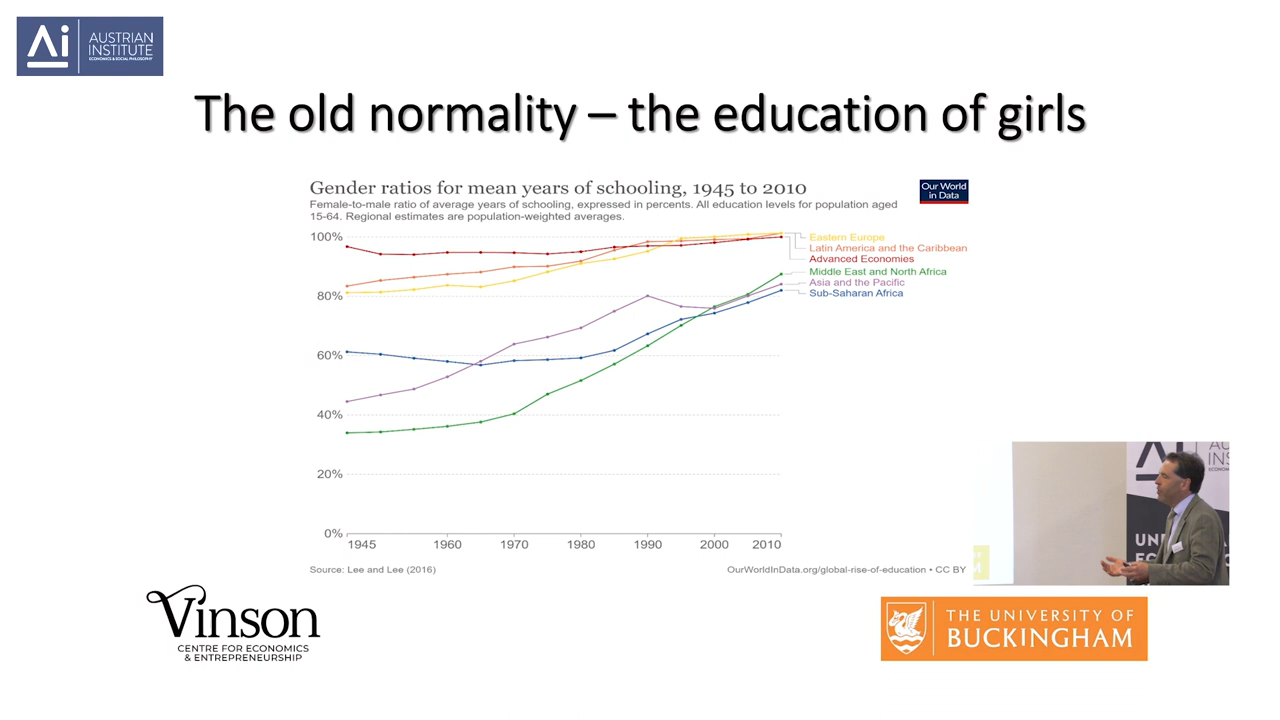 Ai
AUSTRIAN
INSTITUTE
ECONOMICS & SOCIAL PHILOSOPHY
The old normality – the education of girls
Gender ratios for mean years of schooling, 1945 to 2010
Female-to-male ratio of average years of schooling, expressed in percents. All education levels for population aged
15-64. Regional estimates are population-weighted averages.
Our World
in Data
100%
80%
60%
40%
20%
0%
1945
1960
1970
1980
1990
2000
2010
Eastern Europe
Latin America and the Caribbean
Advanced Economies
Middle East and North Africa
Asia and the Pacific
Sub-Saharan Africa
Source: Lee and Lee (2016)
OurWorldInData.org/global-rise-of-education • CC BY
AU
INS
Vinson
CENTRE FOR ECONOMICS
& ENTREPRENEURSHIP
THE UNIVERSITY OF
BUCKINGHAM